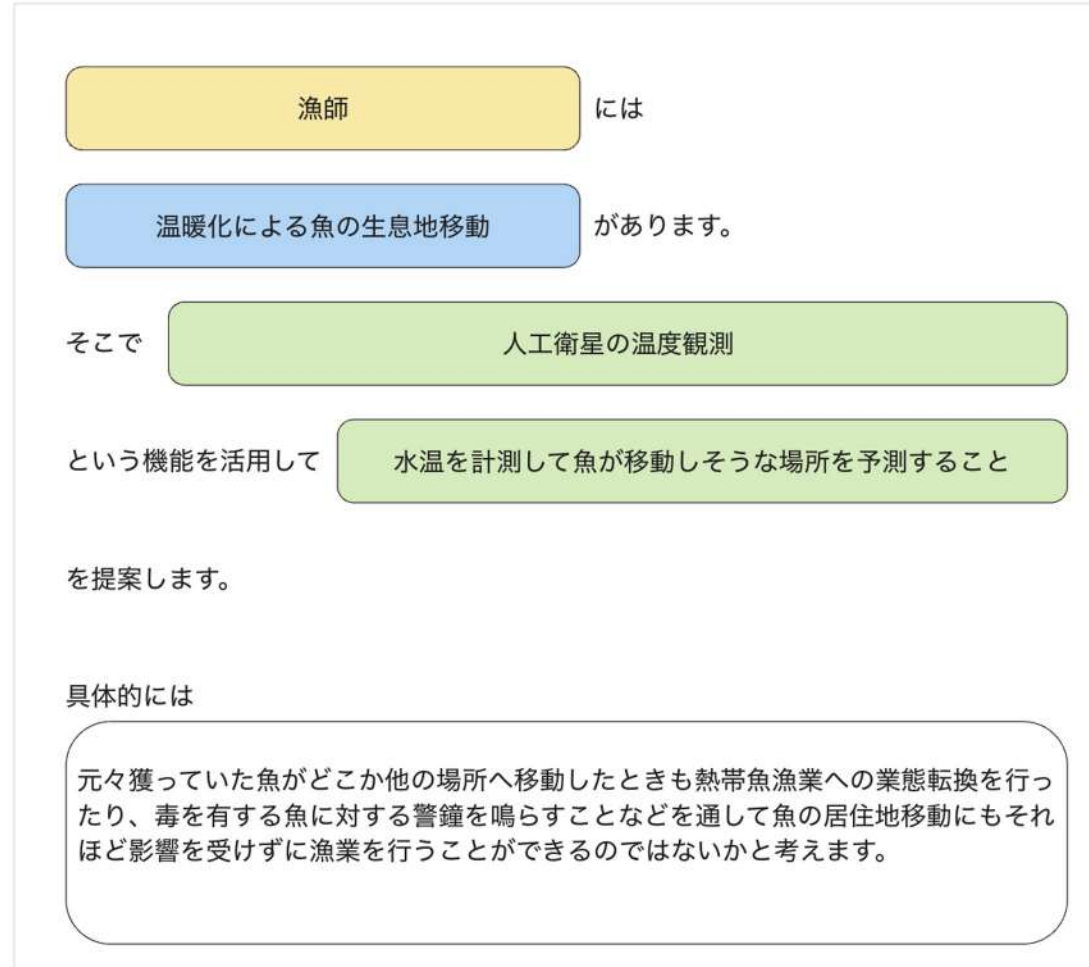 漁師 には
温暖化による魚の生息地移動 があります。
そこで 人工衛星の温度観測
という機能を活用して 水温を計測して魚が移動しそうな場所を予測すること
を提案します。
具体的には
元々獲っていた魚がどこか他の場所へ移動したときも熱帯魚漁業への業態転換を行っ
たり、毒を有する魚に対する警鐘を鳴らすことなどを通して魚の居住地移動にもそれ
ほど影響を受けずに漁業を行うことができるのではないかと考えます。